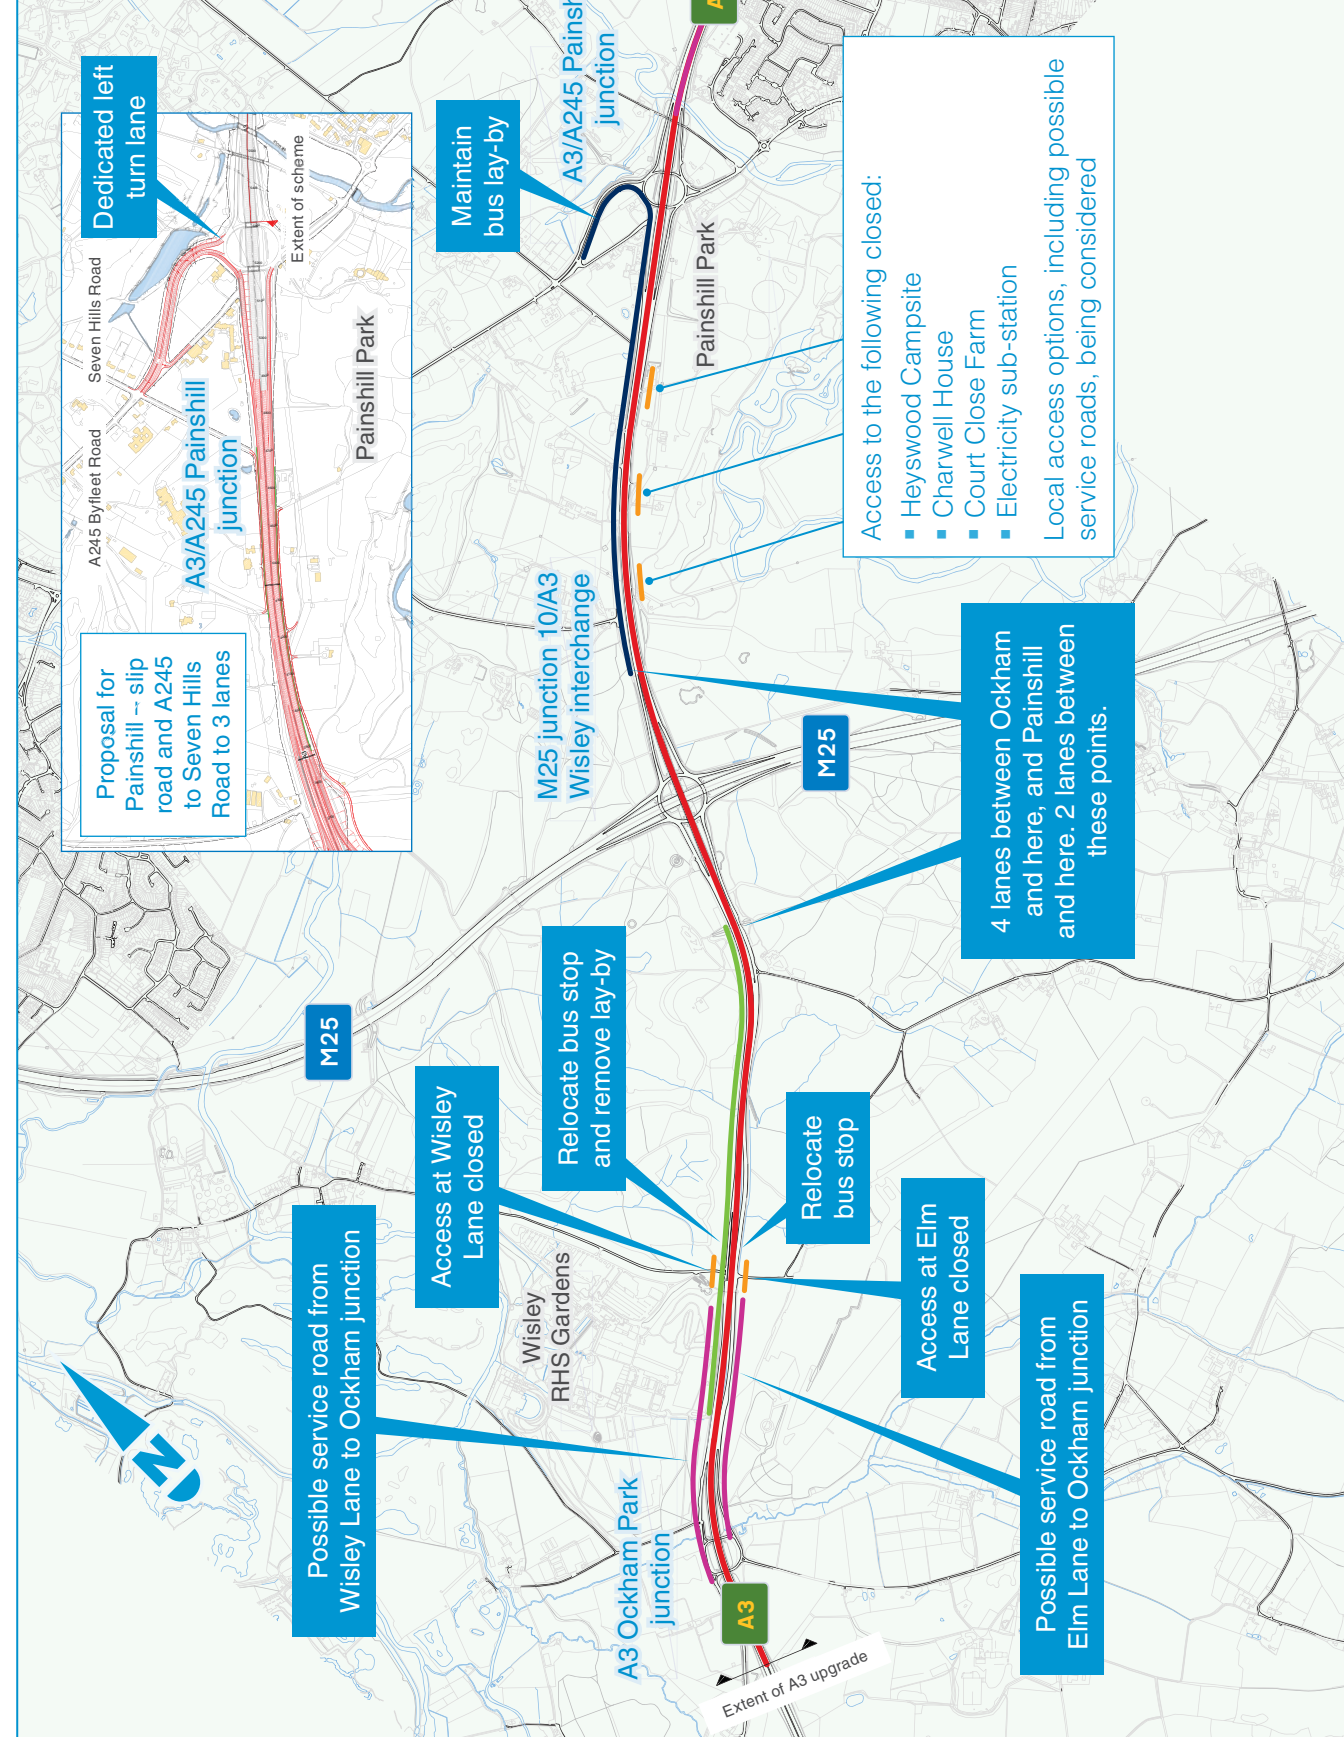 Dedicated left
turn lane
Seven Hills Road
A245 Byfleet Road
Extent of scheme
A3/A245 Painshill
junction
Painshill Park
Proposal for
Painshill – slip
road and A245
to Seven Hills
Road to 3 lanes
Maintain
bus lay-by
A3/A245 Painsh
junction
A
Painshill Park
M25 junction 10/A3
Wisley interchange
Access to the following closed:
▪ Heyswood Campsite
▪ Charwell House
▪ Court Close Farm
▪ Electricity sub-station
Local access options, including possible
service roads, being considered
M25
4 lanes between Ockham
and here, and Painshill
and here. 2 lanes between
these points.
M25
Relocate bus stop
and remove lay-by
Access at Wisley
Lane closed
Relocate
bus stop
Access at Elm
Lane closed
Possible service road from
Wisley Lane to Ockham junction
Wisley
RHS Gardens
N
A3 Ockham Park
junction
A3
Extent of A3 upgrade
Possible service road from
Elm Lane to Ockham junction